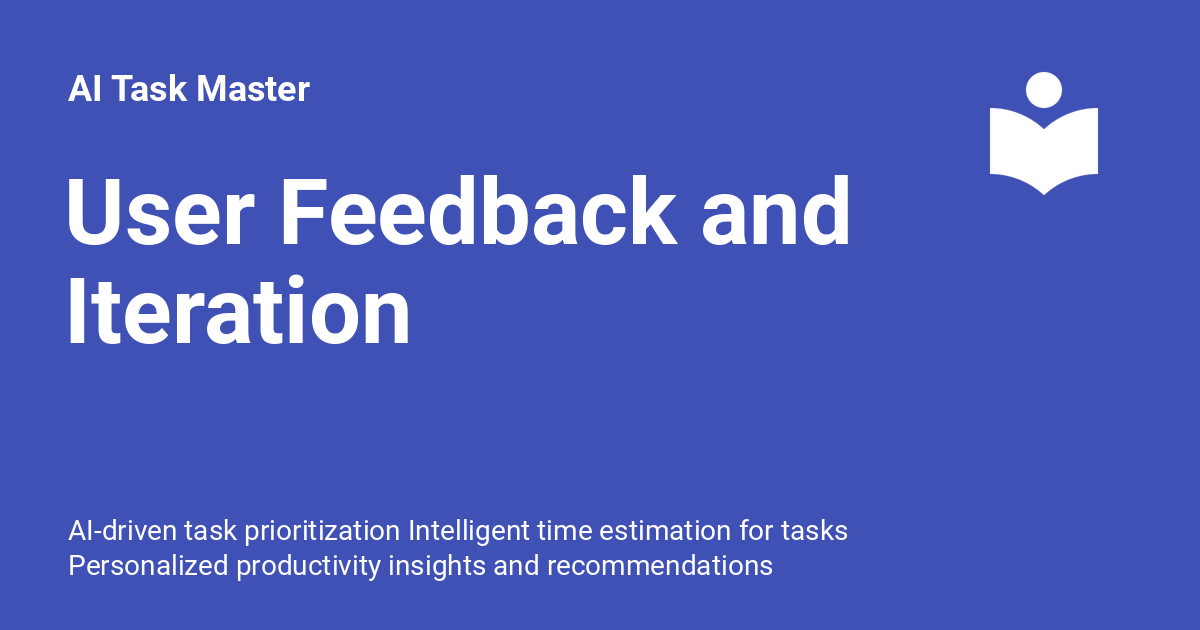 AI Task Master
User Feedback and
Iteration
AI-driven task prioritization Intelligent time estimation for tasks
Personalized productivity insights and recommendations